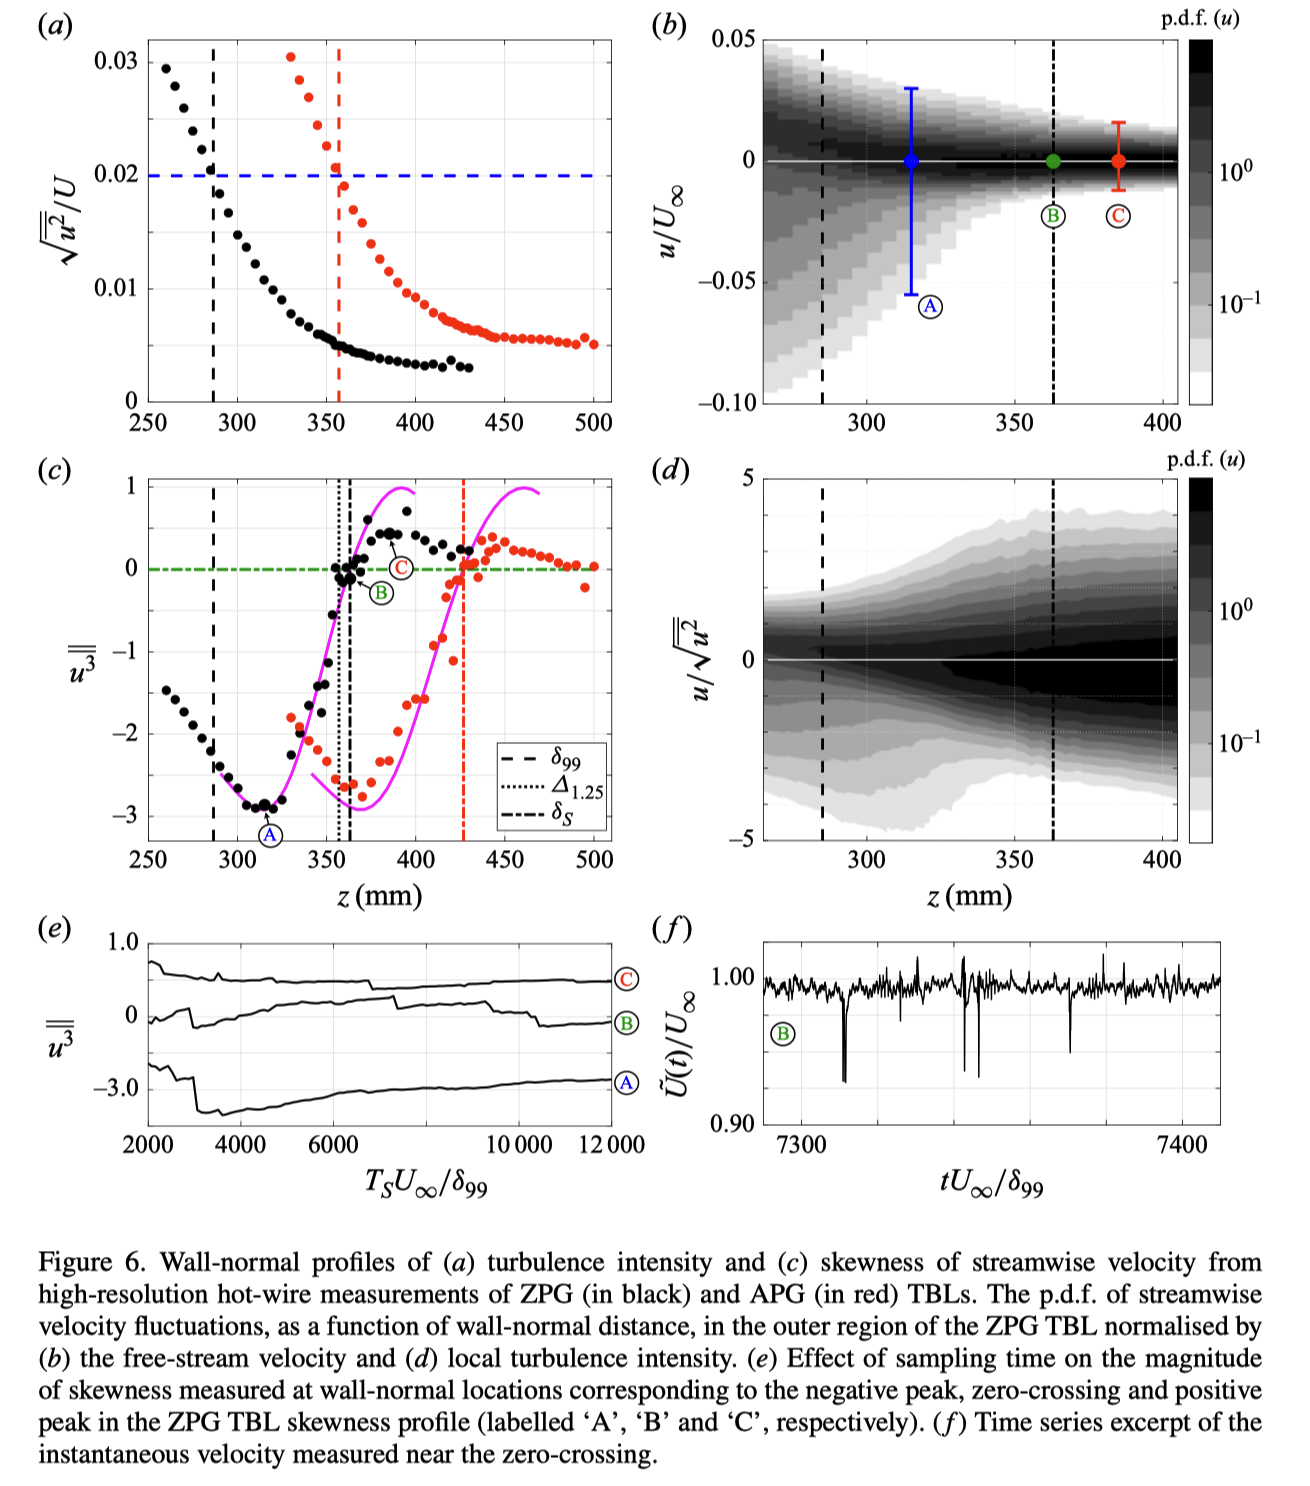 (a)
0.03
0.02
0.01
0
√u²/U
250 300 350 400 450 500
(b)
p.d.f. (u)
0.05
0
−0.05
−0.10
u/U∞
A
B
C
10⁰
10⁻¹
300 350 400
(c)
1
0
−1
−2
−3
u³
A
B
C
δ99
Δ1.25
δS
250 300 350 400 450 500
z (mm)
(d)
p.d.f. (u)
5
0
−5
u/√u²
10⁰
10⁻¹
300 350 400
z (mm)
(e)
1.0
0
−3.0
u³
C
B
A
2000 4000 6000 10 000 12 000
TSU∞/δ99
(f)
1.00
0.90
Ũ(t)/U∞
B
7300 7400
tU∞/δ99
Figure 6. Wall-normal profiles of (a) turbulence intensity and (c) skewness of streamwise velocity from
high-resolution hot-wire measurements of ZPG (in black) and APG (in red) TBLs. The p.d.f. of streamwise
velocity fluctuations, as a function of wall-normal distance, in the outer region of the ZPG TBL normalised by
(b) the free-stream velocity and (d) local turbulence intensity. (e) Effect of sampling time on the magnitude
of skewness measured at wall-normal locations corresponding to the negative peak, zero-crossing and positive
peak in the ZPG TBL skewness profile (labelled ‘A’, ‘B’ and ‘C’, respectively). (f) Time series excerpt of the
instantaneous velocity measured near the zero-crossing.